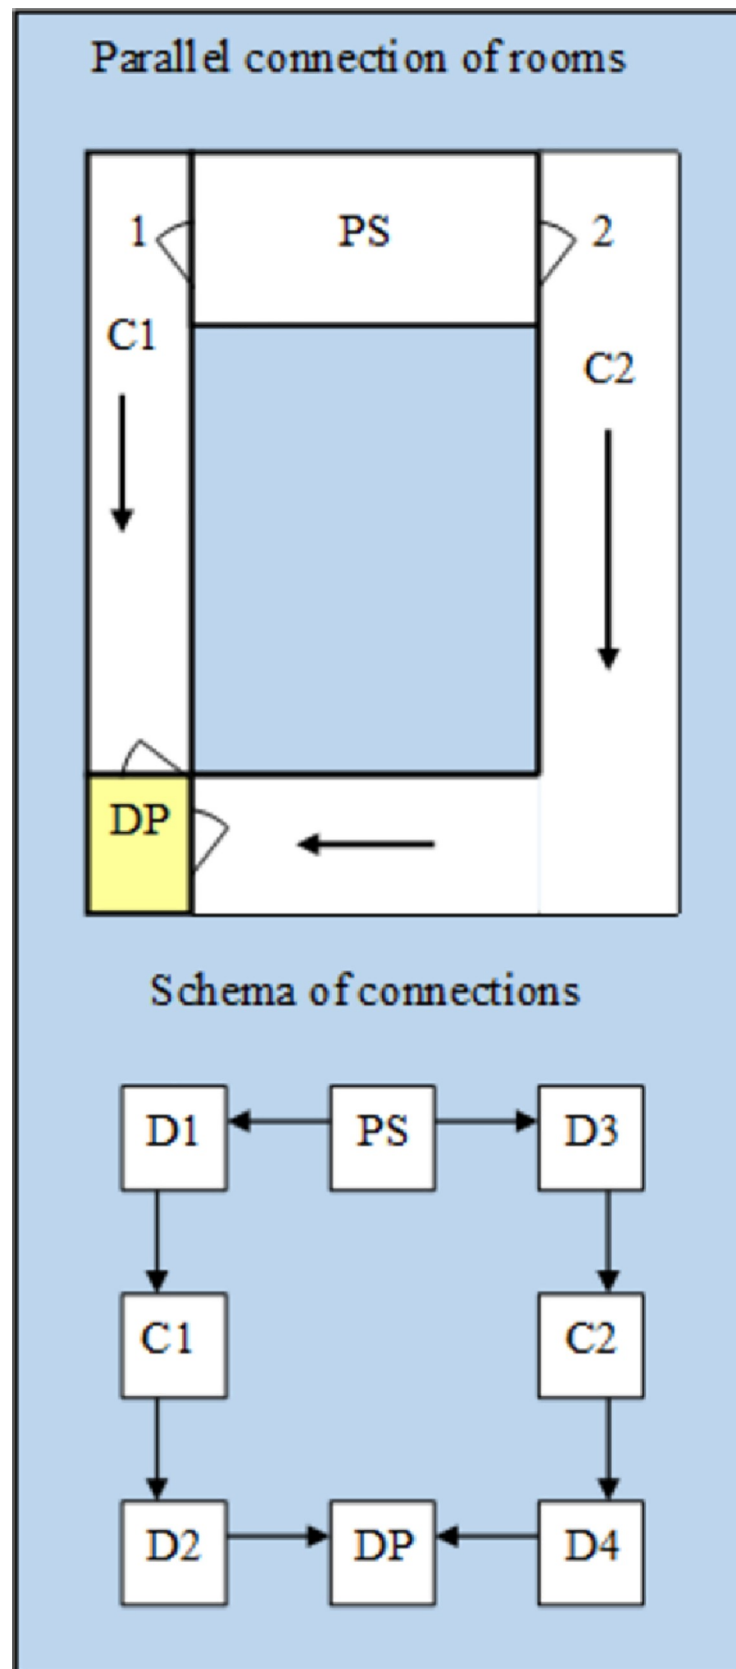 Parallel connection of rooms
1 PS 2
C1
C2
DP
Schema of connections
D1 PS D3
C1 C2
D2 DP D4